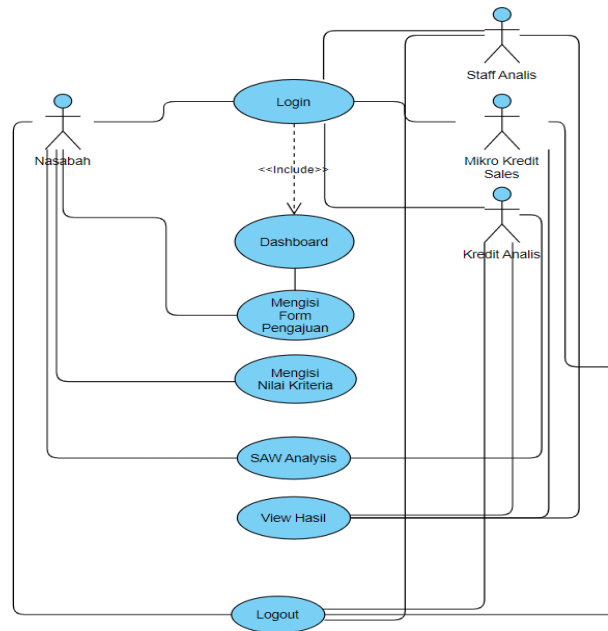 Staff Analis
Login
Nasabah
Mikro Kredit
Sales
<<Include>>
Dashboard
Kredit Analis
Mengisi
Form
Pengajuan
Mengisi
Nilai Kriteria
SAW Analysis
View Hasil
Logout